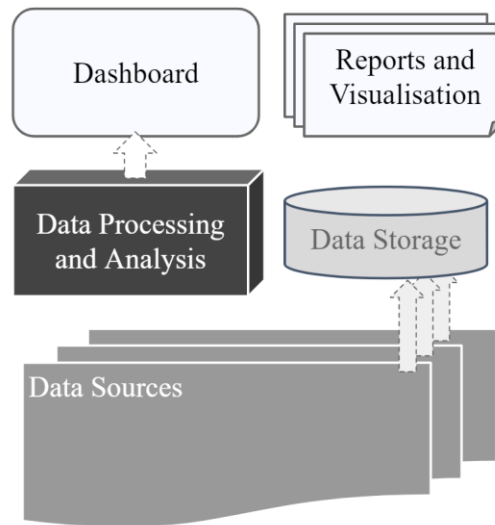 Dashboard
Reports and
Visualisation
Data Processing
and Analysis
Data Storage
Data Sources